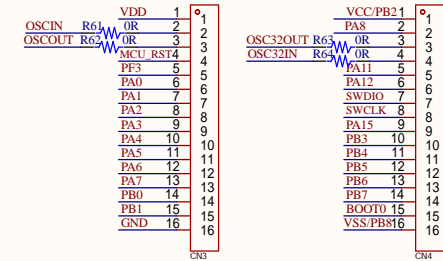 VDD 1 1
OSCIN R61 0R 2 2
OSCOUT R62 0R 3 3
MCU_RST 4 4
PF3 5 5
PA0 6 6
PA1 7 7
PA2 8 8
PA3 9 9
PA4 10 10
PA5 11 11
PA6 12 12
PA7 13 13
PB0 14 14
PB1 15 15
GND 16 16
CN3
VCC/PB2 1 1
PA8 2 2
OSC32OUT R63 0R 3 3
OSC32IN R64 0R 4 4
PA11 5 5
PA12 6 6
SWDIO 7 7
SWCLK 8 8
PA15 9 9
PB3 10 10
PB4 11 11
PB5 12 12
PB6 13 13
PB7 14 14
BOOT0 15 15
VSS/PB8 16 16
CN4